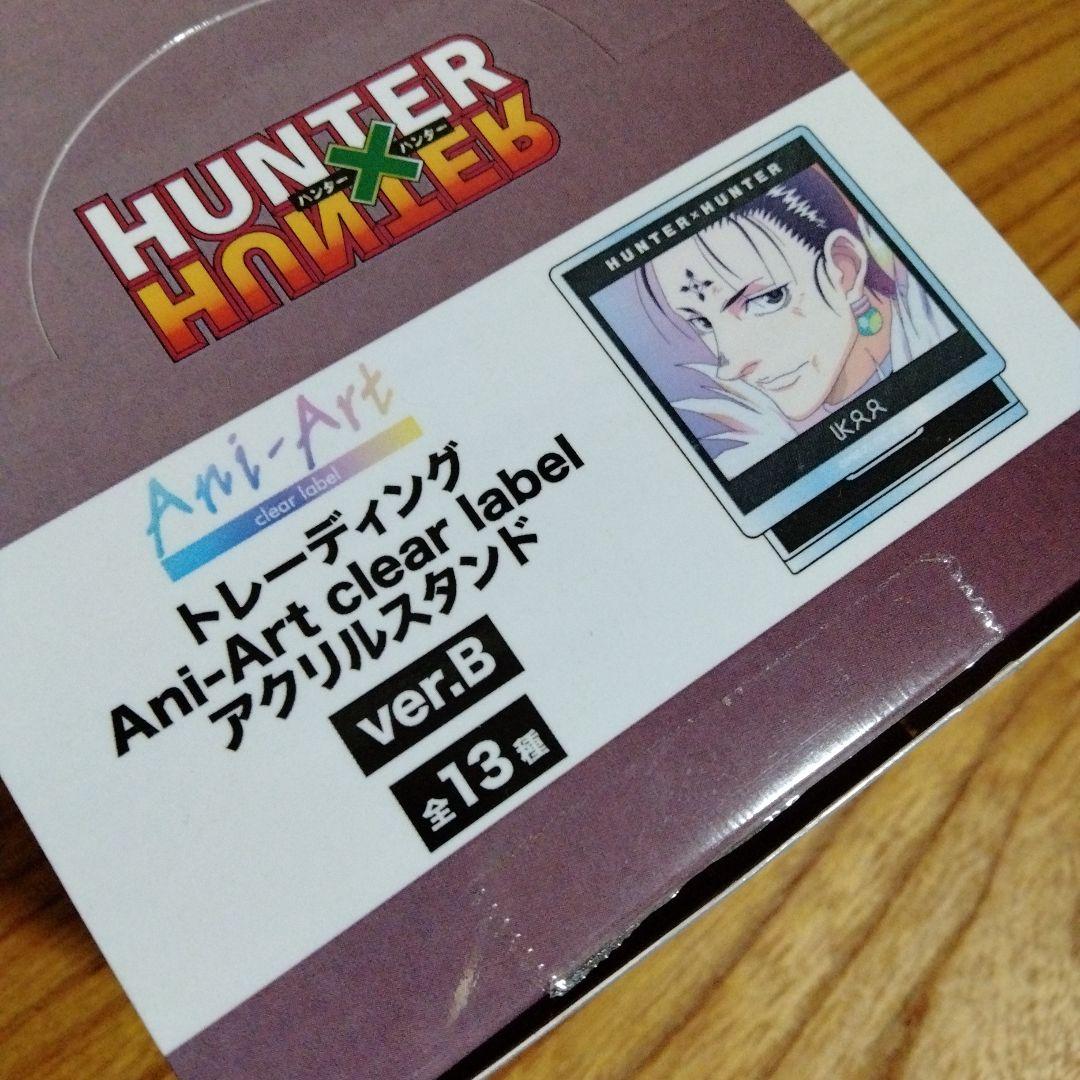 HUNTER
ハンター
×
ハンター
HUNTER
HUNTER×HUNTER
Ani-Art
clear label
トレーディング
Ani-Art clear label
アクリルスタンド
ver.B
全13種